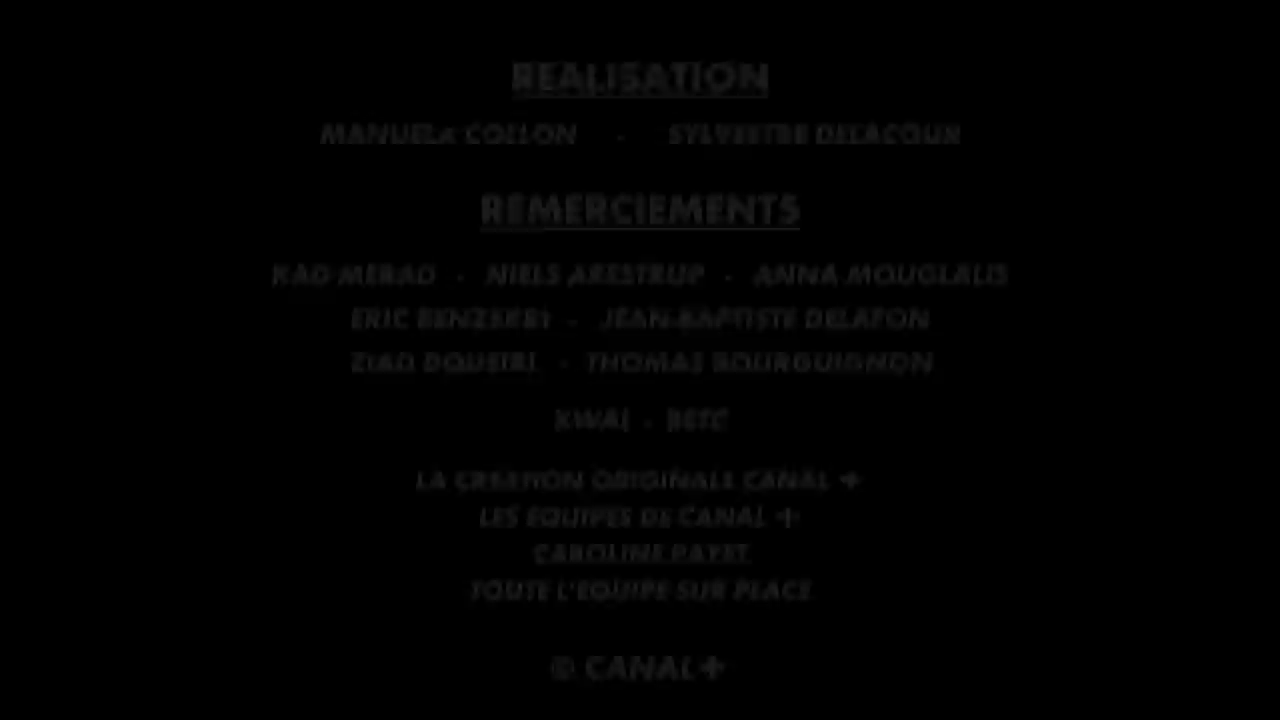 REALISATION
MANUELA COLLON - SYLVESTRE DELACOUR
REMERCIEMENTS
KAD MERAD - NIELS ARESTRUP - ANNA MOUGLALIS
ERIC BENZEKRI - JEAN-BAPTISTE DELAFON
ZIAD DOUEIRI - THOMAS BOURGUIGNON
KWAI - BETC
LA CREATION ORIGINALE CANAL +
LES EQUIPES DE CANAL +
CAROLINE PAYET
TOUTE L'EQUIPE SUR PLACE
© CANAL+